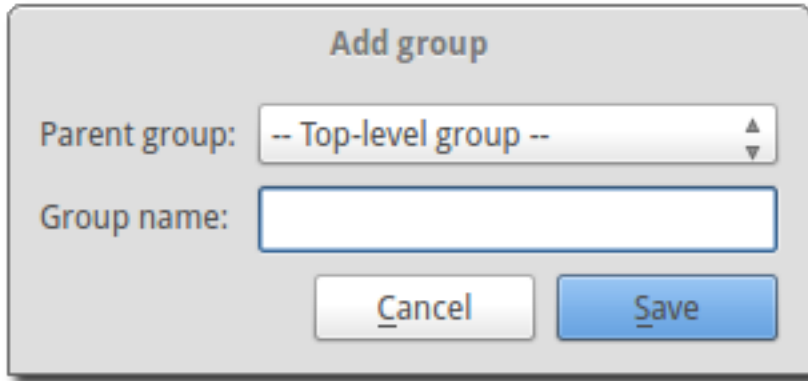 Add group
Parent group: -- Top-level group --
Group name:
Cancel Save